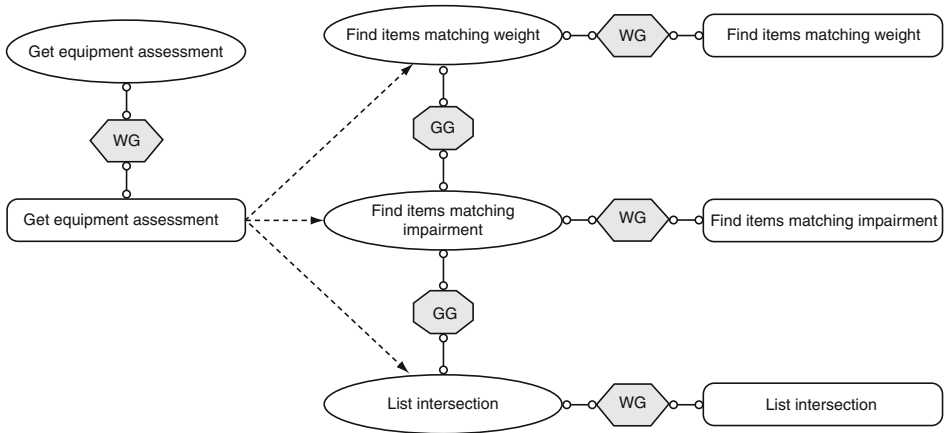 Get equipment assessment
WG
Get equipment assessment
Find items matching weight
WG
Find items matching weight
GG
Find items matching
impairment
WG
Find items matching impairment
GG
List intersection
WG
List intersection